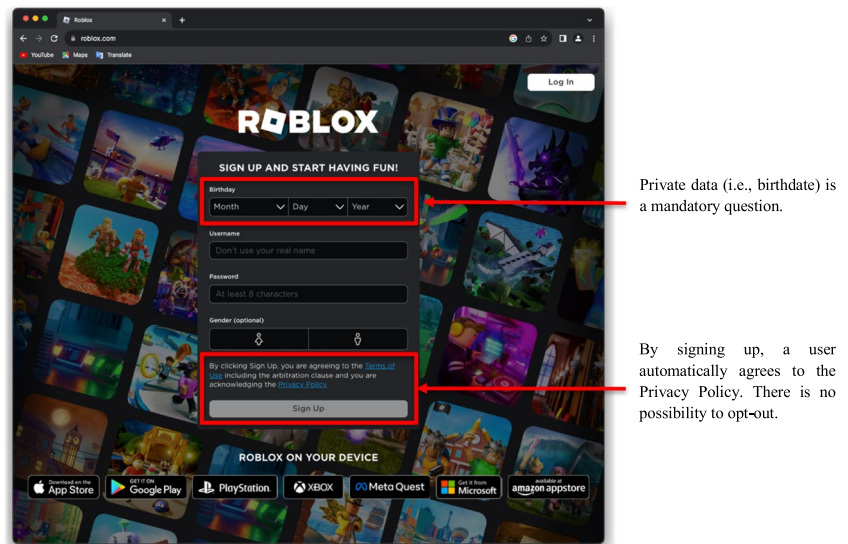 Roblox
roblox.com
YouTube Maps Translate
Log In
ROBLOX
SIGN UP AND START HAVING FUN!
Birthday
Month Day Year
Private data (i.e., birthdate) is
a mandatory question.
Username
Don't use your real name
Password
At least 8 characters
Gender (optional)
By clicking Sign Up, you are agreeing to the Terms of
Use including the arbitration clause and you are
acknowledging the Privacy Policy
Sign Up
By signing up, a user
automatically agrees to the
Privacy Policy. There is no
possibility to opt-out.
ROBLOX ON YOUR DEVICE
Download on the
App Store
GET IT ON
Google Play
PlayStation
XBOX
Meta Quest
Get it from
Microsoft
available at
amazon appstore